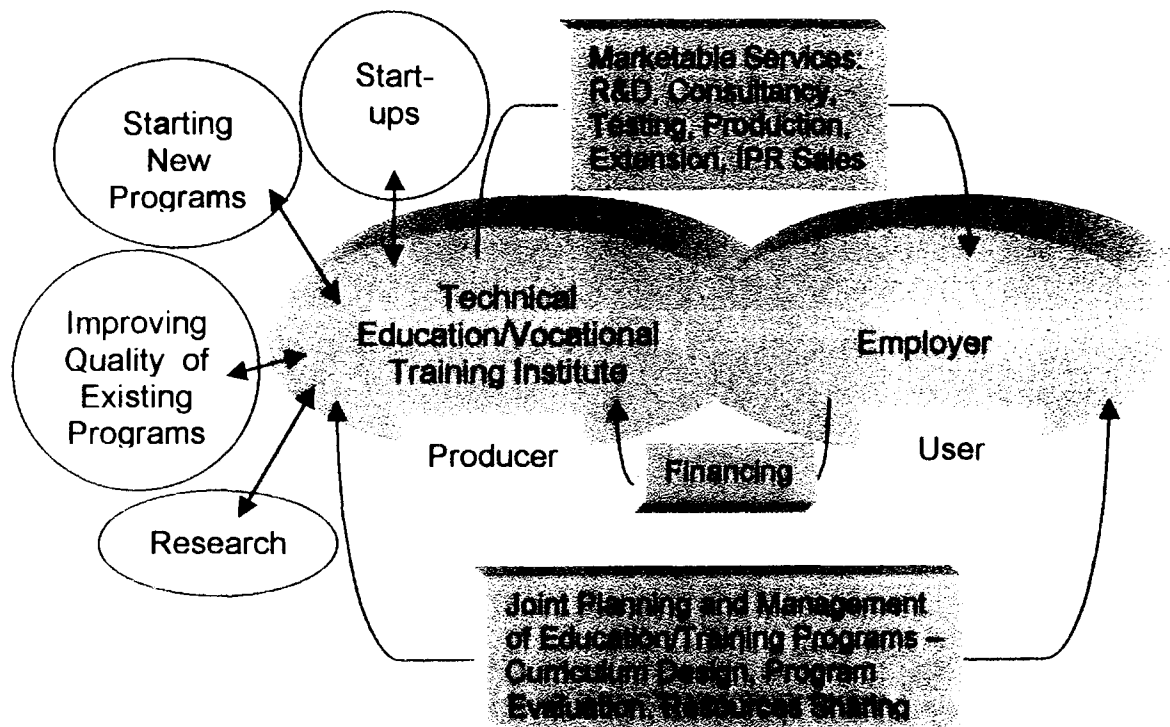 Start-
ups
Starting
New
Programs
Improving
Quality of
Existing
Programs
Research
Marketable Services:
R&D, Consultancy,
Testing, Production,
Extension, IPR Sales
Technical
Education/Vocational
Training Institute
Employer
Producer
User
Financing
Joint Planning and Management
of Education/Training Programs –
Curriculum Design, Program
Evaluation, Resources Sharing